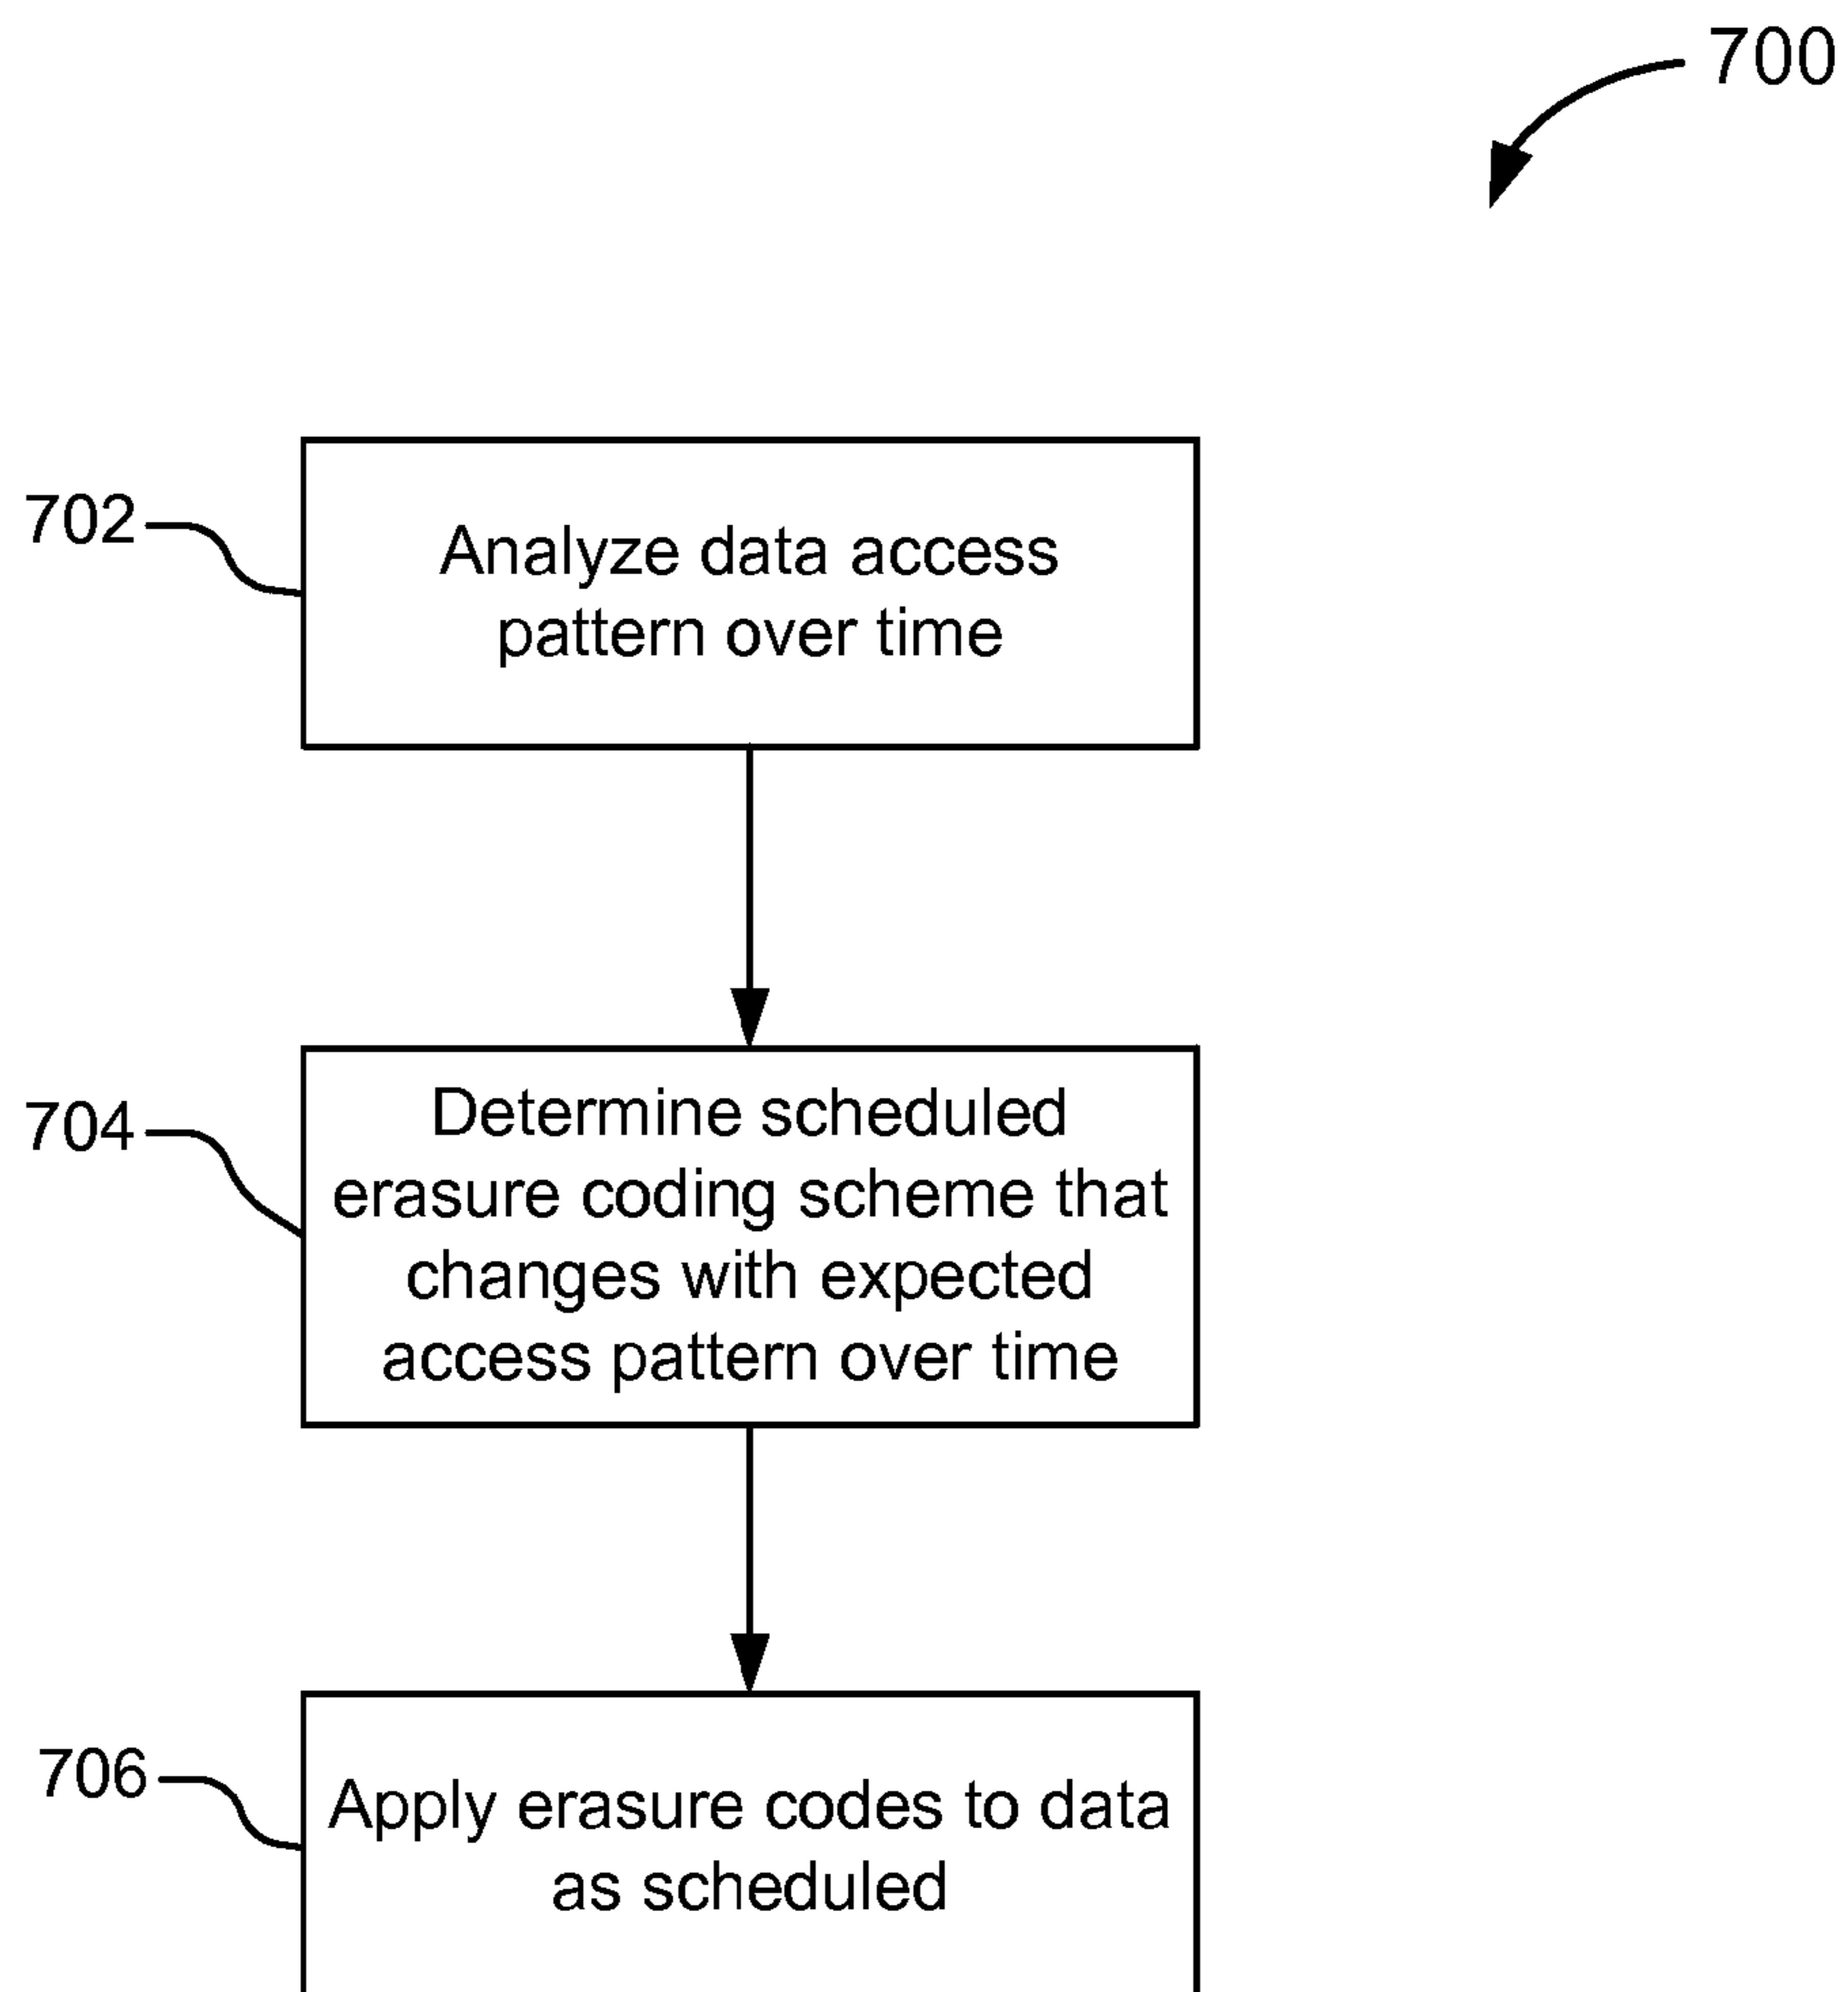 700
702
Analyze data access
pattern over time
704
Determine scheduled
erasure coding scheme that
changes with expected
access pattern over time
706
Apply erasure codes to data
as scheduled